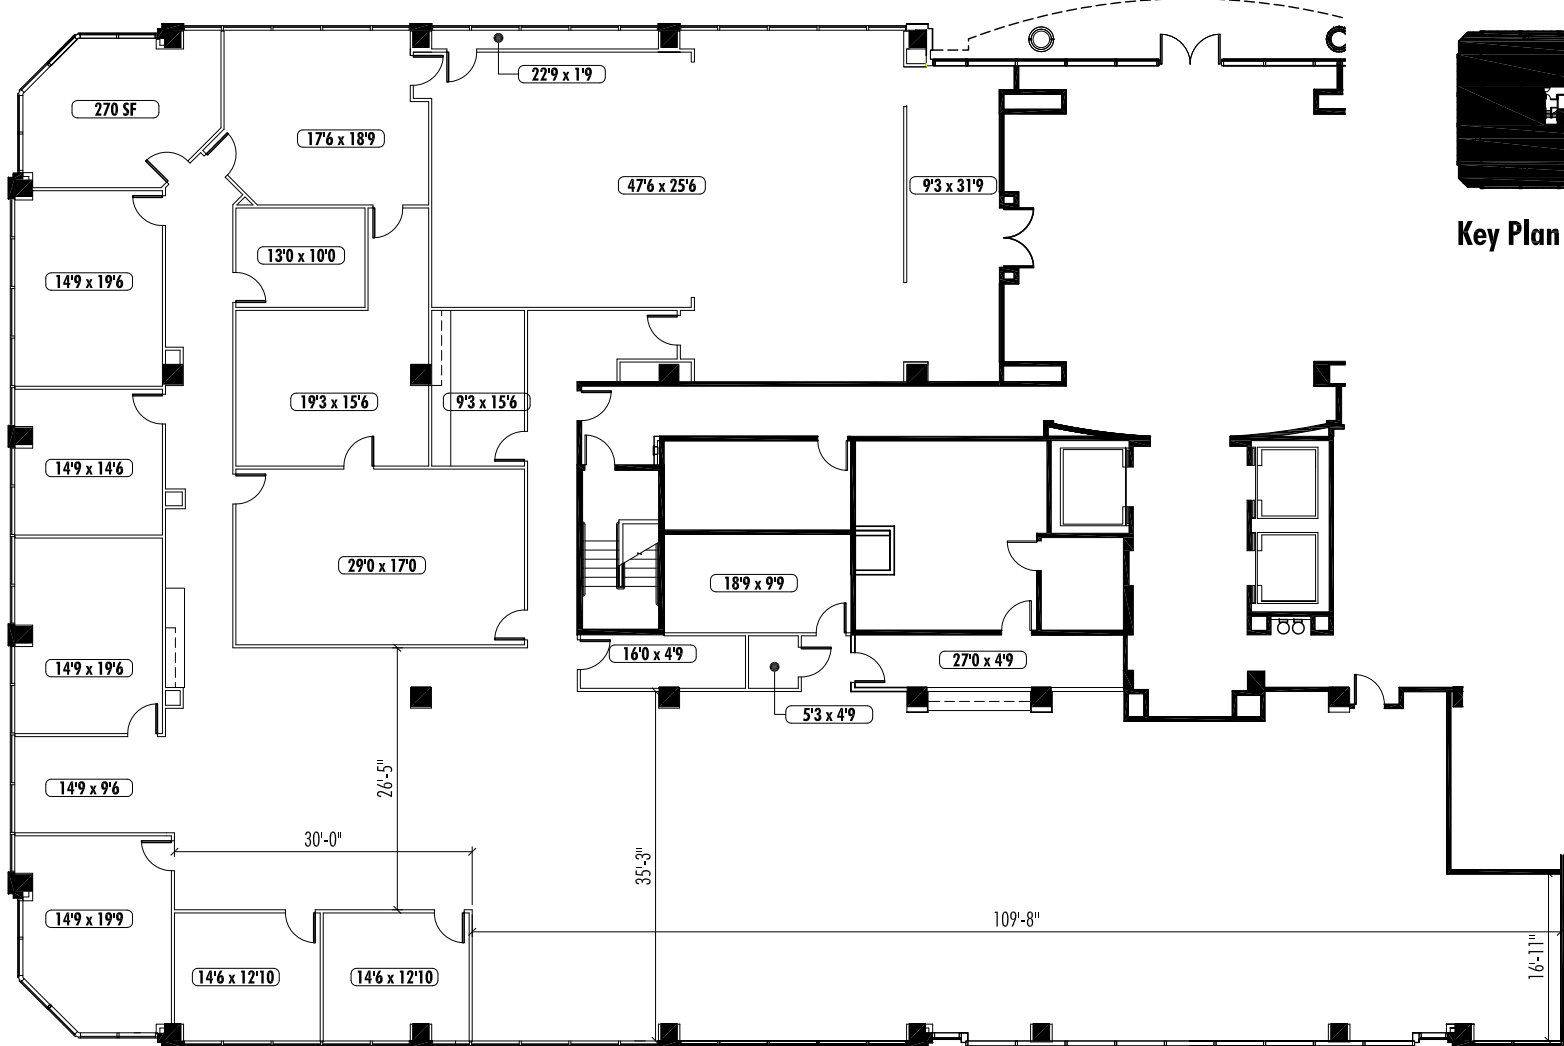 22'9 x 1'9
270 SF
17'6 x 18'9
47'6 x 25'6
9'3 x 31'9
Key Plan
13'0 x 10'0
14'9 x 19'6
19'3 x 15'6
9'3 x 15'6
14'9 x 14'6
29'0 x 17'0
18'9 x 9'9
16'0 x 4'9
27'0 x 4'9
14'9 x 19'6
5'3 x 4'9
26'-5"
14'9 x 9'6
30'-0"
35'-3"
14'9 x 19'9
109'-8"
16'-11"
14'6 x 12'10
14'6 x 12'10